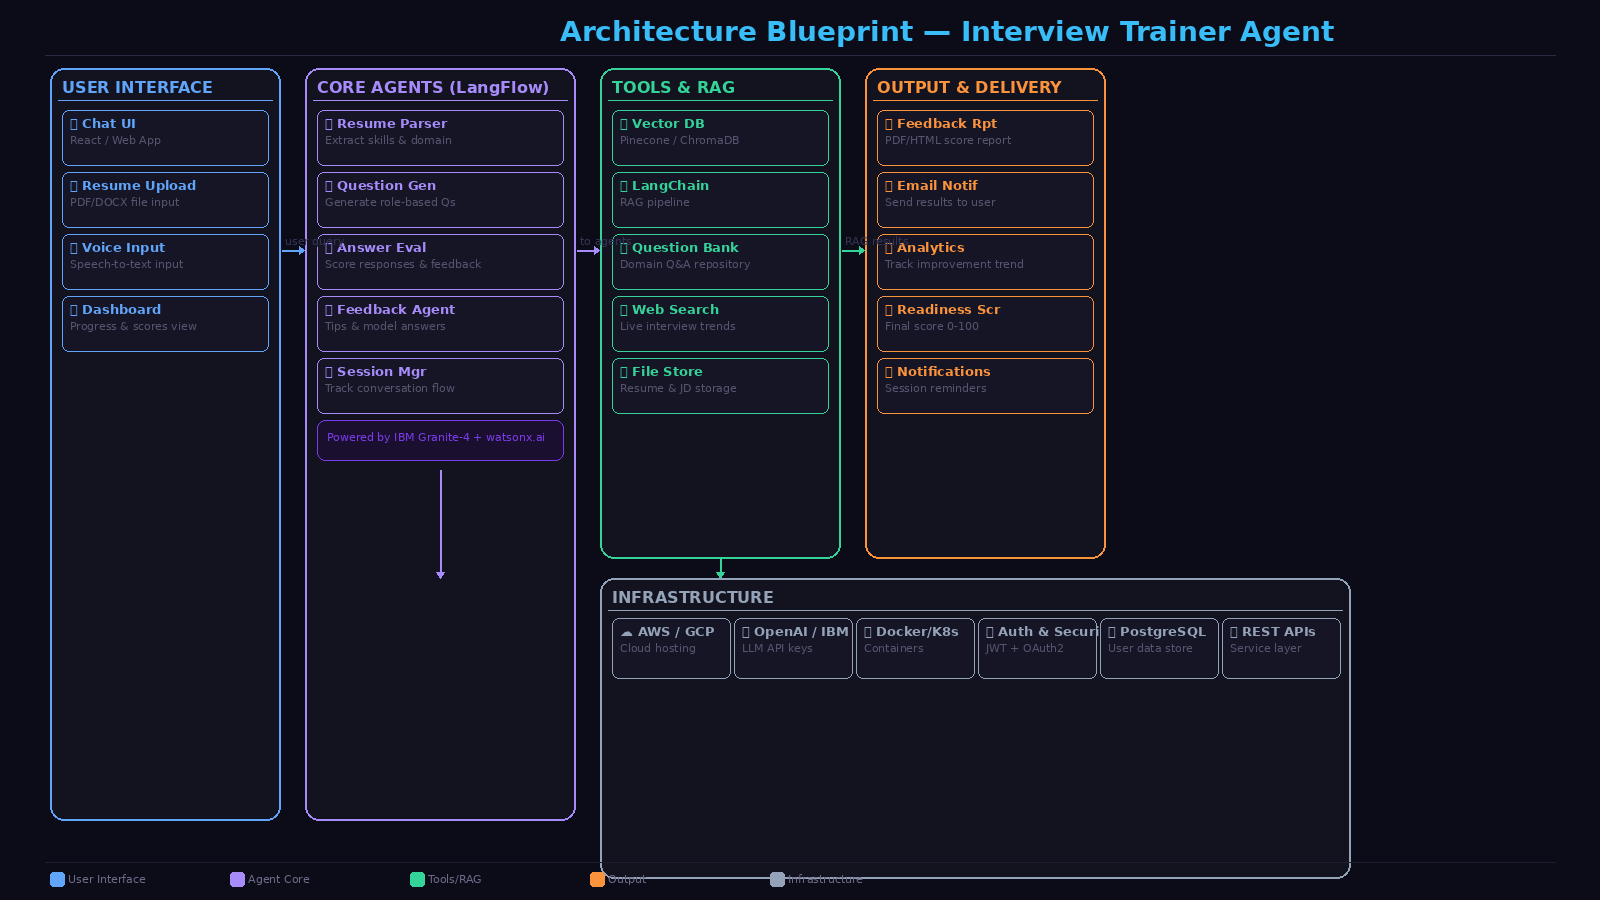 Architecture Blueprint — Interview Trainer Agent
USER INTERFACE
Chat UI
React / Web App
Resume Upload
PDF/DOCX file input
Voice Input
Speech-to-text input
Dashboard
Progress & scores view
user query
CORE AGENTS (LangFlow)
Resume Parser
Extract skills & domain
Question Gen
Generate role-based Qs
Answer Eval
Score responses & feedback
Feedback Agent
Tips & model answers
Session Mgr
Track conversation flow
Powered by IBM Granite-4 + watsonx.ai
to agents
TOOLS & RAG
Vector DB
Pinecone / ChromaDB
LangChain
RAG pipeline
Question Bank
Domain Q&A repository
Web Search
Live interview trends
File Store
Resume & JD storage
RAG results
OUTPUT & DELIVERY
Feedback Rpt
PDF/HTML score report
Email Notif
Send results to user
Analytics
Track improvement trend
Readiness Scr
Final score 0-100
Notifications
Session reminders
INFRASTRUCTURE
☁ AWS / GCP
Cloud hosting
OpenAI / IBM
LLM API keys
Docker/K8s
Containers
Auth & Securi
JWT + OAuth2
PostgreSQL
User data store
REST APIs
Service layer
User Interface
Agent Core
Tools/RAG
Output
Infrastructure